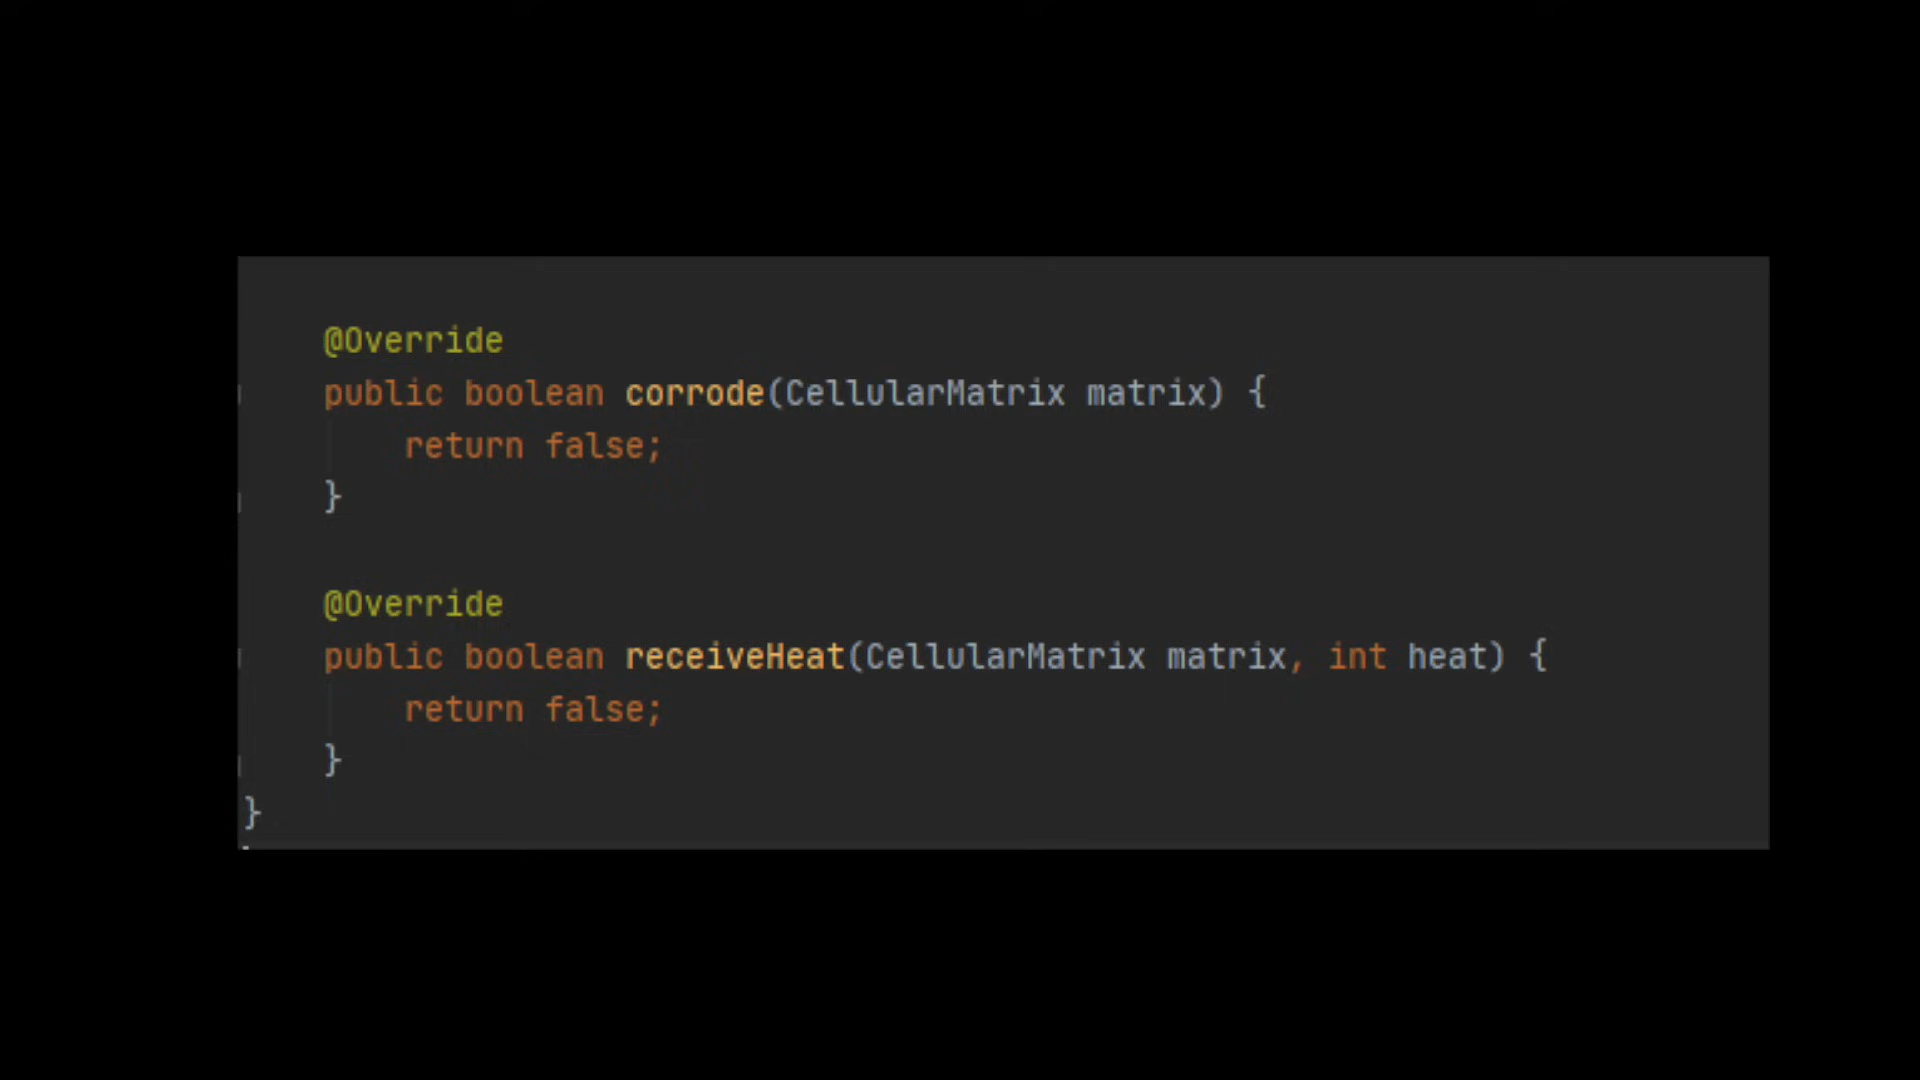 @Override
public boolean corrode(CellularMatrix matrix) {
return false;
}
@Override
public boolean receiveHeat(CellularMatrix matrix, int heat) {
return false;
}
}